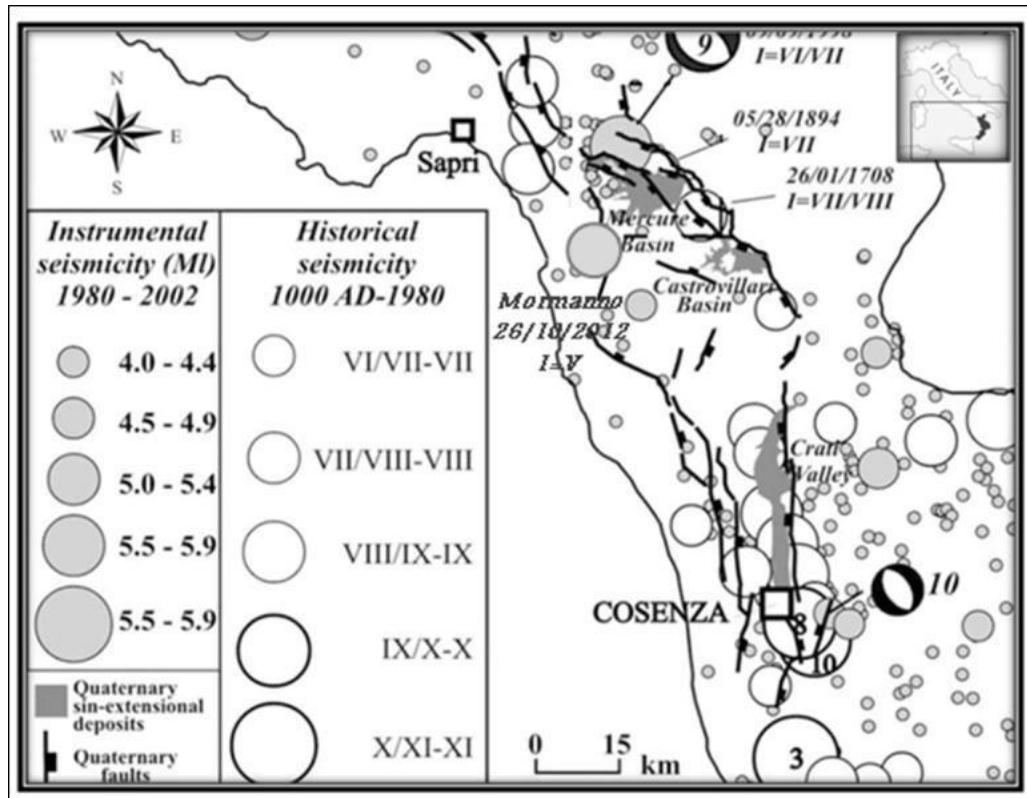 9
09/09/1998
I=VI/VII
ITALY
N
W E
S
Sapri
05/28/1894
I=VII
26/01/1708
I=VII/VIII
Mercure
Basin
Castrovillari
Basin
Mormanno
26/10/2012
I=V
Instrumental
seismicity (Ml)
1980 - 2002
4.0 - 4.4
4.5 - 4.9
5.0 - 5.4
5.5 - 5.9
5.5 - 5.9
Quaternary
sin-extensional
deposits
Quaternary
faults
Historical
seismicity
1000 AD-1980
VI/VII-VII
VII/VIII-VIII
VIII/IX-IX
IX/X-X
X/XI-XI
Crati
Valley
10
COSENZA
8
10
3
0 15
km